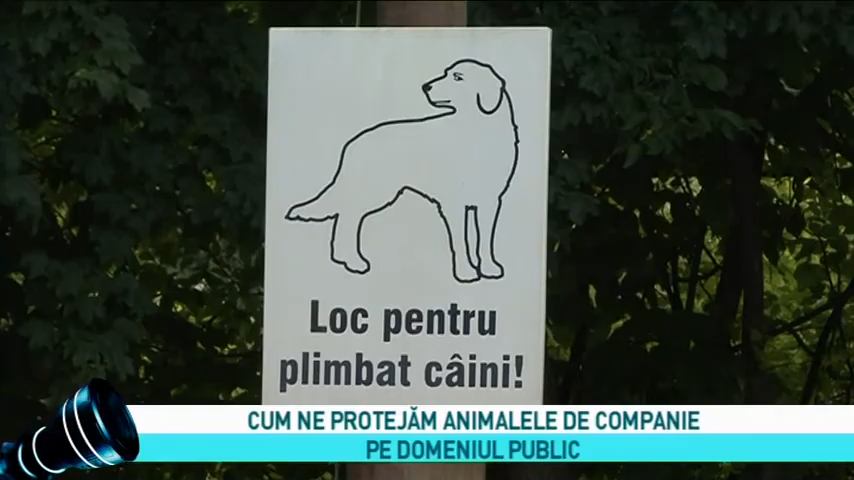 Loc pentru
plimbat câini!
CUM NE PROTEJĂM ANIMALELE DE COMPANIE
PE DOMENIUL PUBLIC